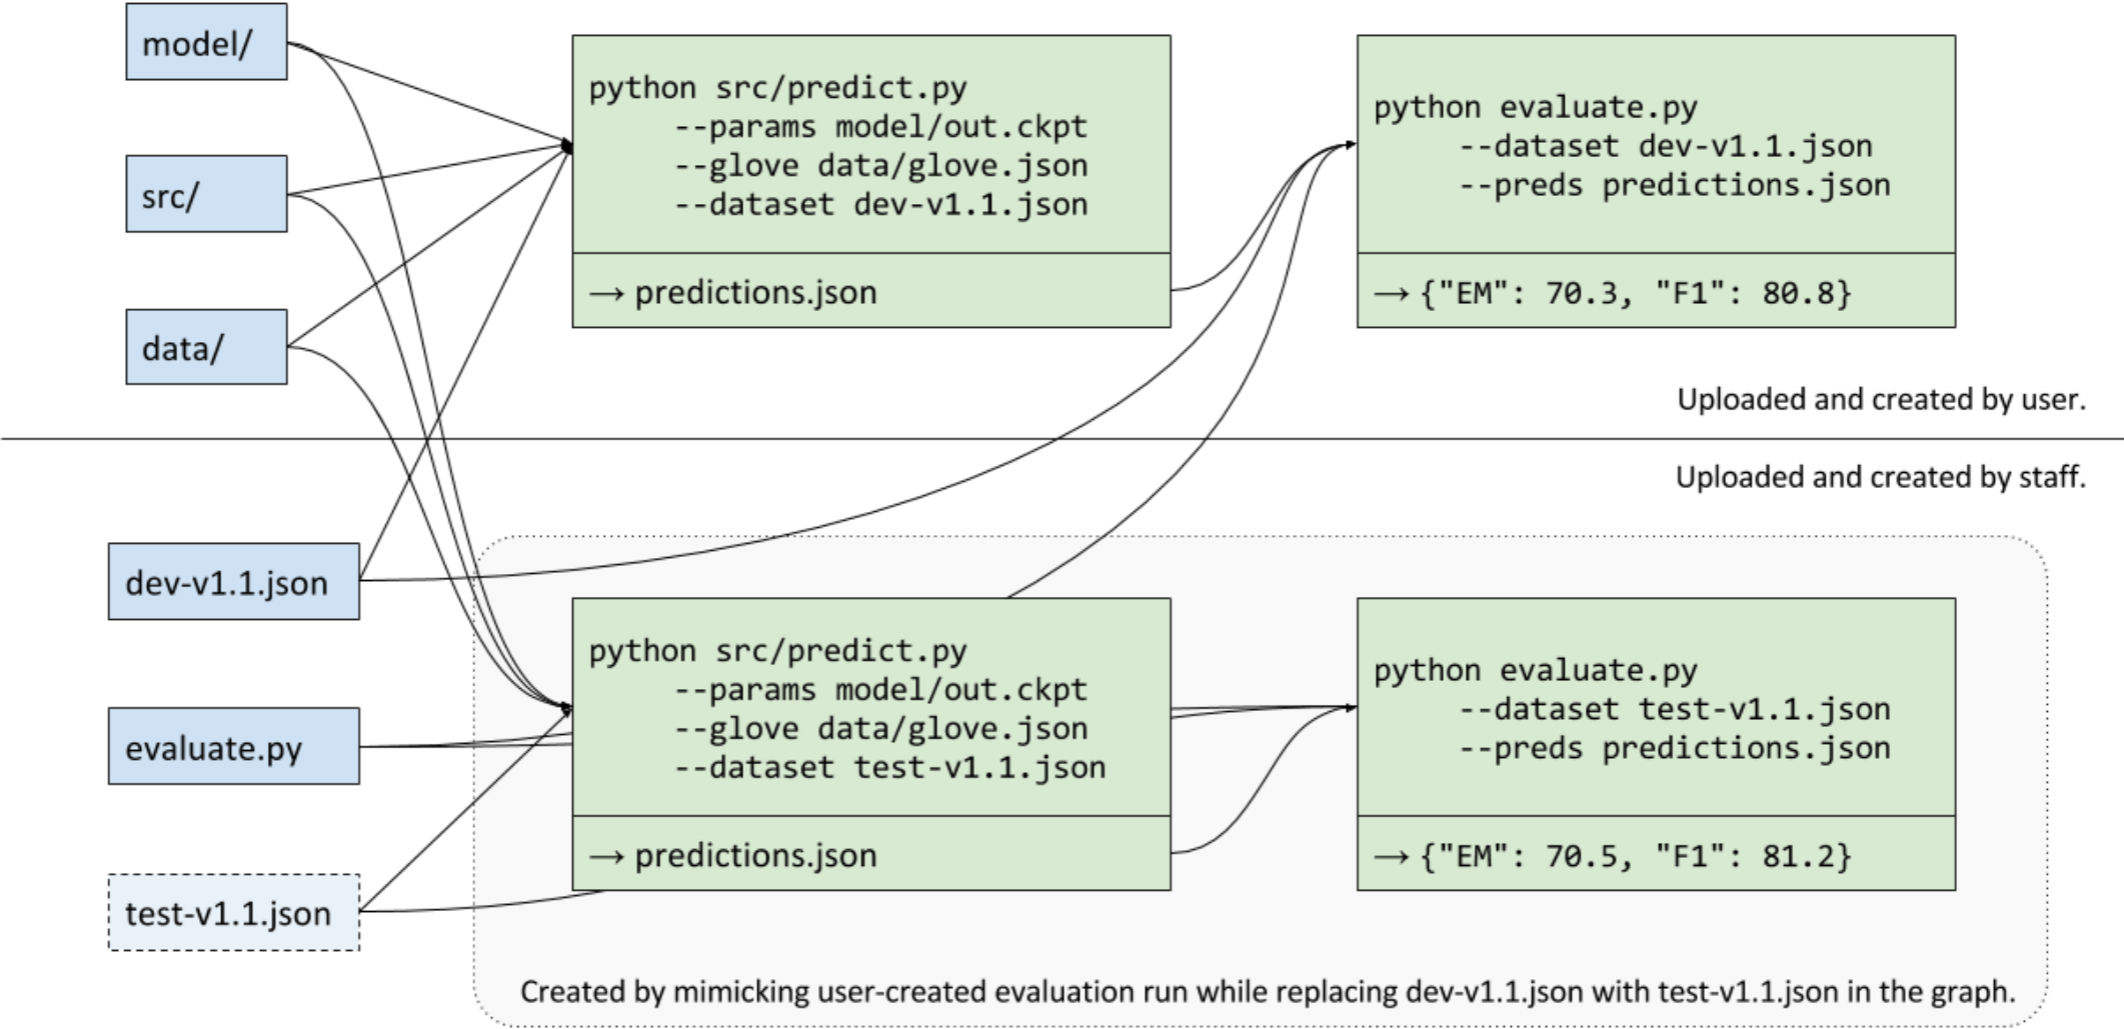 model/
src/
data/
python src/predict.py
--params model/out.ckpt
--glove data/glove.json
--dataset dev-v1.1.json
→ predictions.json
python evaluate.py
--dataset dev-v1.1.json
--preds predictions.json
→ {"EM": 70.3, "F1": 80.8}
Uploaded and created by user.
Uploaded and created by staff.
dev-v1.1.json
evaluate.py
test-v1.1.json
python src/predict.py
--params model/out.ckpt
--glove data/glove.json
--dataset test-v1.1.json
→ predictions.json
python evaluate.py
--dataset test-v1.1.json
--preds predictions.json
→ {"EM": 70.5, "F1": 81.2}
Created by mimicking user-created evaluation run while replacing dev-v1.1.json with test-v1.1.json in the graph.